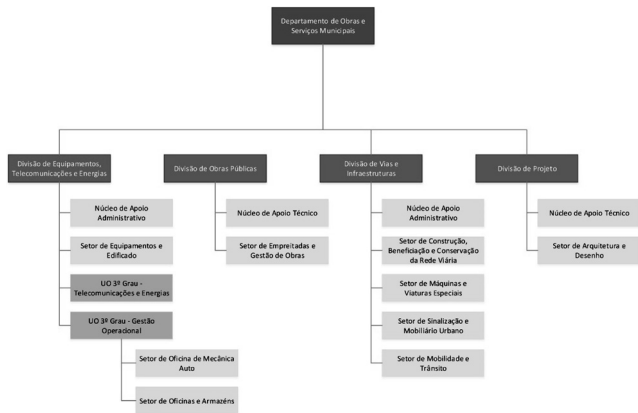 Departamento de Obras e
Serviços Municipais
Divisão de Equipamentos,
Telecomunicações e Energias
Núcleo de Apoio
Administrativo
Setor de Equipamentos e
Edificado
UO 3º Grau -
Telecomunicações e Energias
UO 3º Grau - Gestão
Operacional
Setor de Oficina de Mecânica
Auto
Setor de Oficinas e Armazéns
Divisão de Obras Públicas
Núcleo de Apoio Técnico
Setor de Empreitadas e
Gestão de Obras
Divisão de Vias e
Infraestruturas
Núcleo de Apoio
Administrativo
Setor de Construção,
Beneficiação e Conservação
da Rede Viária
Setor de Máquinas e
Viaturas Especiais
Setor de Sinalização e
Mobiliário Urbano
Setor de Mobilidade e
Trânsito
Divisão de Projeto
Núcleo de Apoio Técnico
Setor de Arquitetura e
Desenho